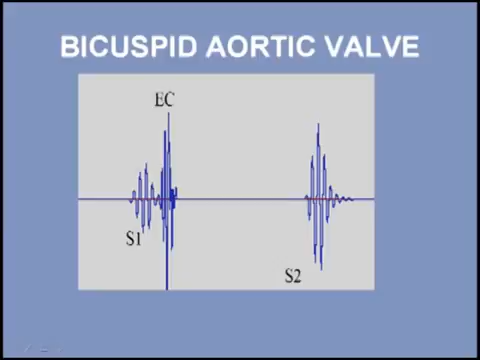 BICUSPID AORTIC VALVE
EC
S1
S2